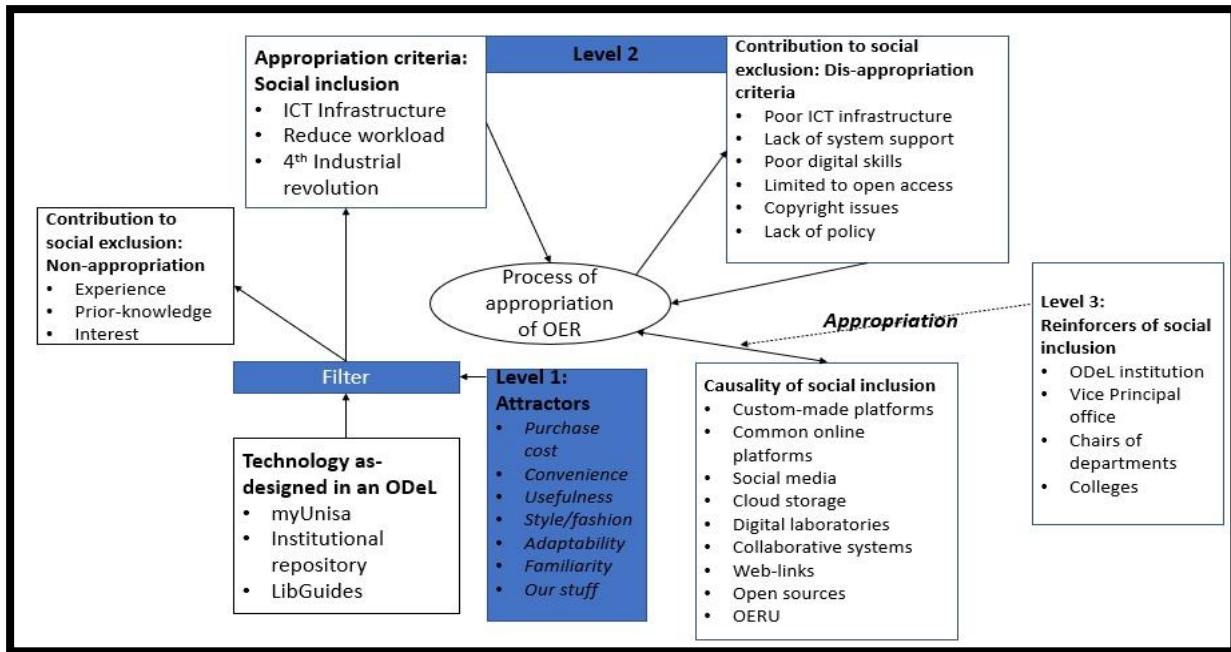 Appropriation criteria:
Social inclusion
• ICT Infrastructure
• Reduce workload
• 4th Industrial
revolution
Level 2
Contribution to social
exclusion: Dis-appropriation
criteria
• Poor ICT infrastructure
• Lack of system support
• Poor digital skills
• Limited to open access
• Copyright issues
• Lack of policy
Contribution to
social exclusion:
Non-appropriation
• Experience
• Prior-knowledge
• Interest
Process of
appropriation
of OER
Appropriation
Level 3:
Reinforcers of social
inclusion
• ODeL institution
• Vice Principal
office
• Chairs of
departments
• Colleges
Filter
Level 1:
Attractors
• Purchase
cost
• Convenience
• Usefulness
• Style/fashion
• Adaptability
• Familiarity
• Our stuff
Technology as-
designed in an ODeL
• myUnisa
• Institutional
repository
• LibGuides
Causality of social inclusion
• Custom-made platforms
• Common online
platforms
• Social media
• Cloud storage
• Digital laboratories
• Collaborative systems
• Web-links
• Open sources
• OERU